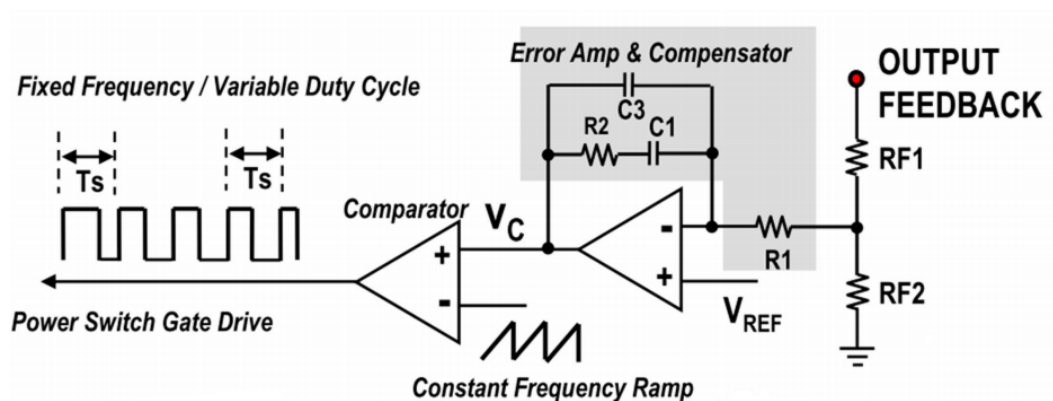 Error Amp & Compensator
OUTPUT
FEEDBACK
Fixed Frequency / Variable Duty Cycle
C3
R2
C1
RF1
Ts
Ts
Comparator
VC
+
-
-
+
R1
VREF
RF2
Power Switch Gate Drive
Constant Frequency Ramp